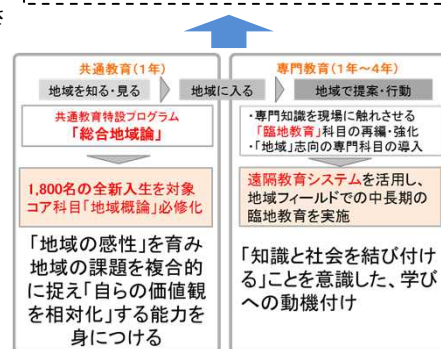 さ
共通教育(1年)
地域を知る・見る
地域に入る
共通教育特設プログラム
「総合地域論」
1,800名の全新入生を対象
コア科目「地域概論」必修化
「地域の感性」を育み
地域の課題を複合的
に捉え「自らの価値観
を相対化」する能力を
身につける
専門教育(1年～4年)
地域で提案・行動
・専門知識を現場に触れさせる
「臨地教育」科目の再編・強化
・「地域」志向の専門科目の導入
遠隔教育システムを活用し、
地域フィールドでの中長期の
臨地教育を実施
「知識と社会を結び付け
る」ことを意識した、学び
への動機付け